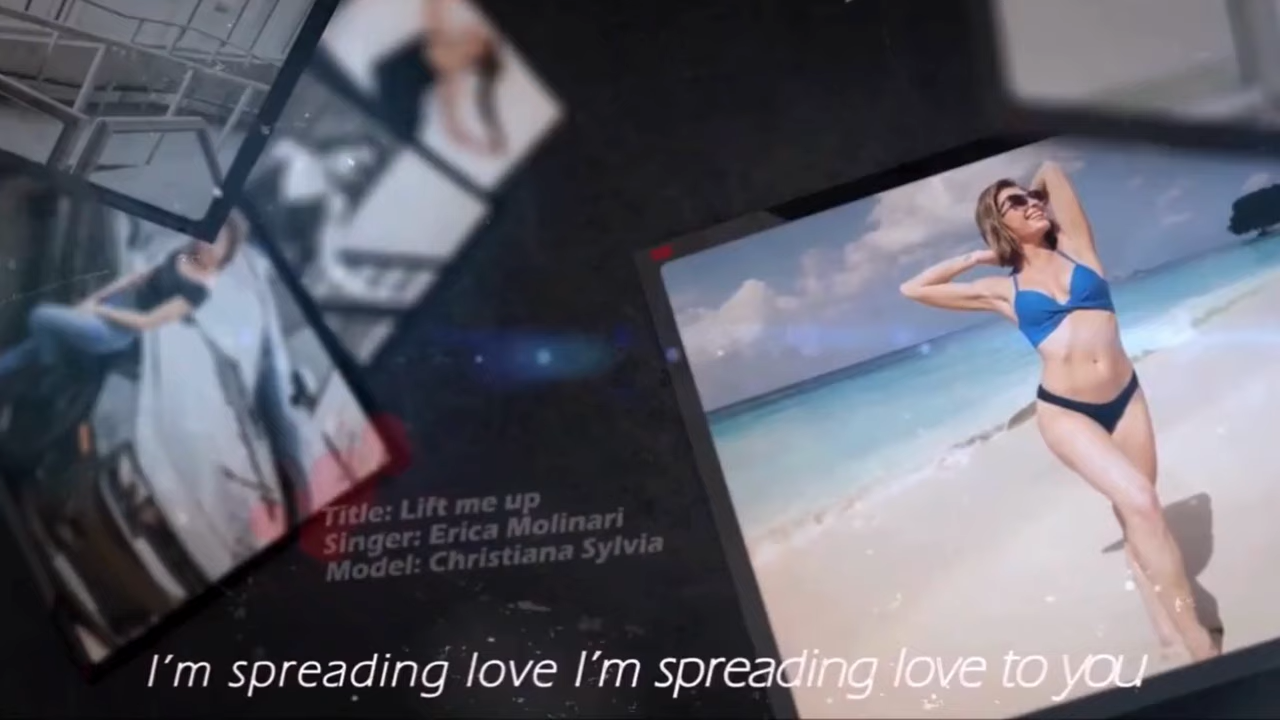 Title: Lift me up
Singer: Erica Molinari
Model: Christiana Sylvia
I'm spreading love I'm spreading love to you